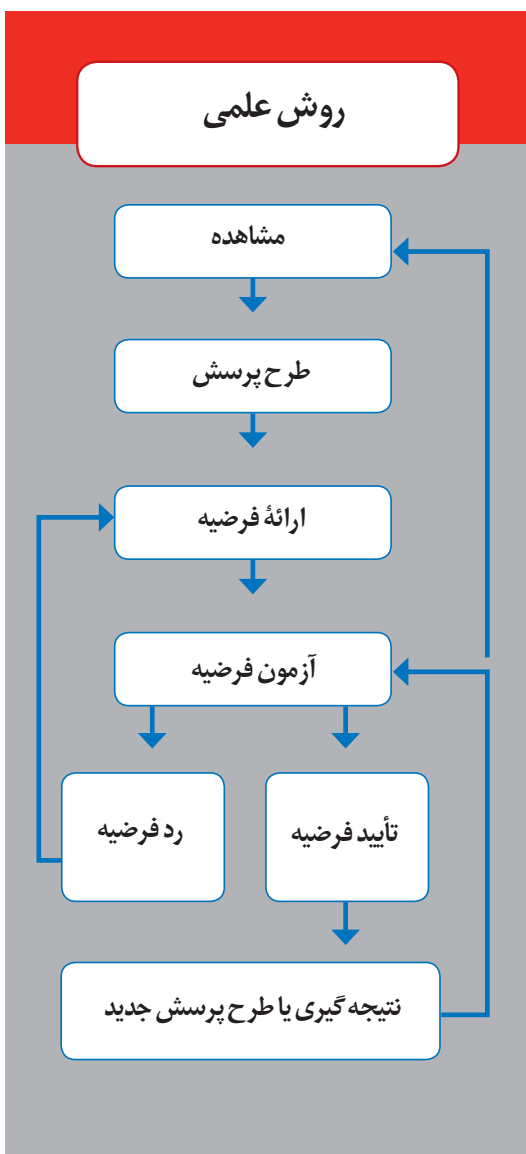 روش علمی
مشاهده
طرح پرسش
ارائهٔ فرضیه
آزمون فرضیه
تأیید فرضیه
رد فرضیه
نتیجه گیری یا طرح پرسش جدید